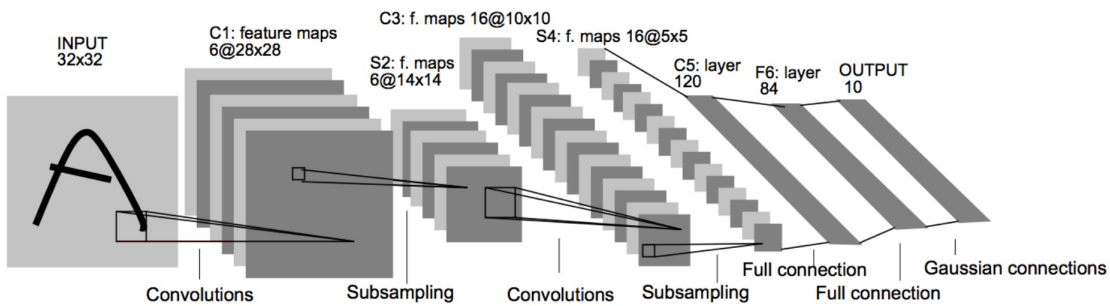 INPUT
32x32
C1: feature maps
6@28x28
S2: f. maps
6@14x14
C3: f. maps 16@10x10
S4: f. maps 16@5x5
C5: layer
120
F6: layer
84
OUTPUT
10
Convolutions
Subsampling
Convolutions
Subsampling
Full connection
Full connection
Gaussian connections
A